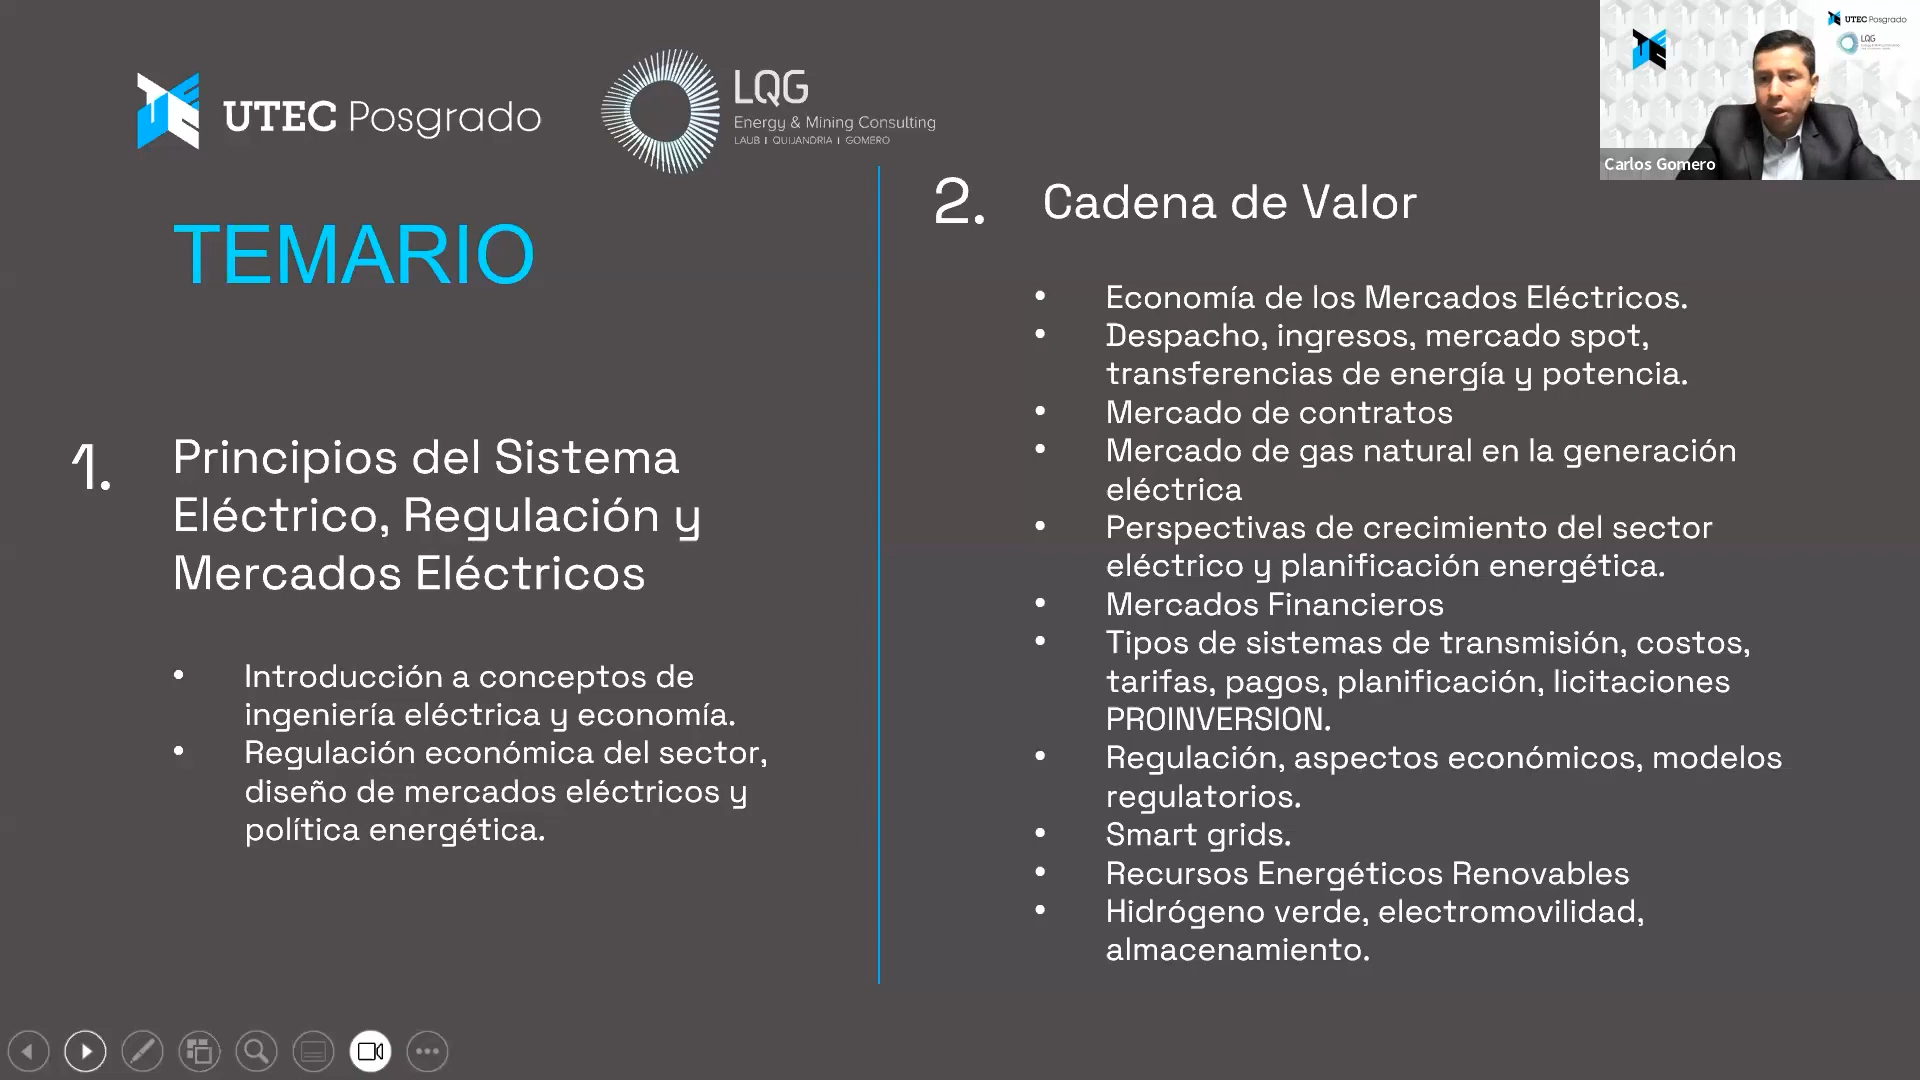 UTEC Posgrado
LQG
Energy & Mining Consulting
LAUB I QUIJANDRIA I GOMERO
UTEC Posgrado
LQG
Carlos Gomero
TEMARIO
1. Principios del Sistema
Eléctrico, Regulación y
Mercados Eléctricos
• Introducción a conceptos de
ingeniería eléctrica y economía.
• Regulación económica del sector,
diseño de mercados eléctricos y
política energética.
2. Cadena de Valor
• Economía de los Mercados Eléctricos.
• Despacho, ingresos, mercado spot,
transferencias de energía y potencia.
• Mercado de contratos
• Mercado de gas natural en la generación
eléctrica
• Perspectivas de crecimiento del sector
eléctrico y planificación energética.
• Mercados Financieros
• Tipos de sistemas de transmisión, costos,
tarifas, pagos, planificación, licitaciones
PROINVERSION.
• Regulación, aspectos económicos, modelos
regulatorios.
• Smart grids.
• Recursos Energéticos Renovables
• Hidrógeno verde, electromovilidad,
almacenamiento.